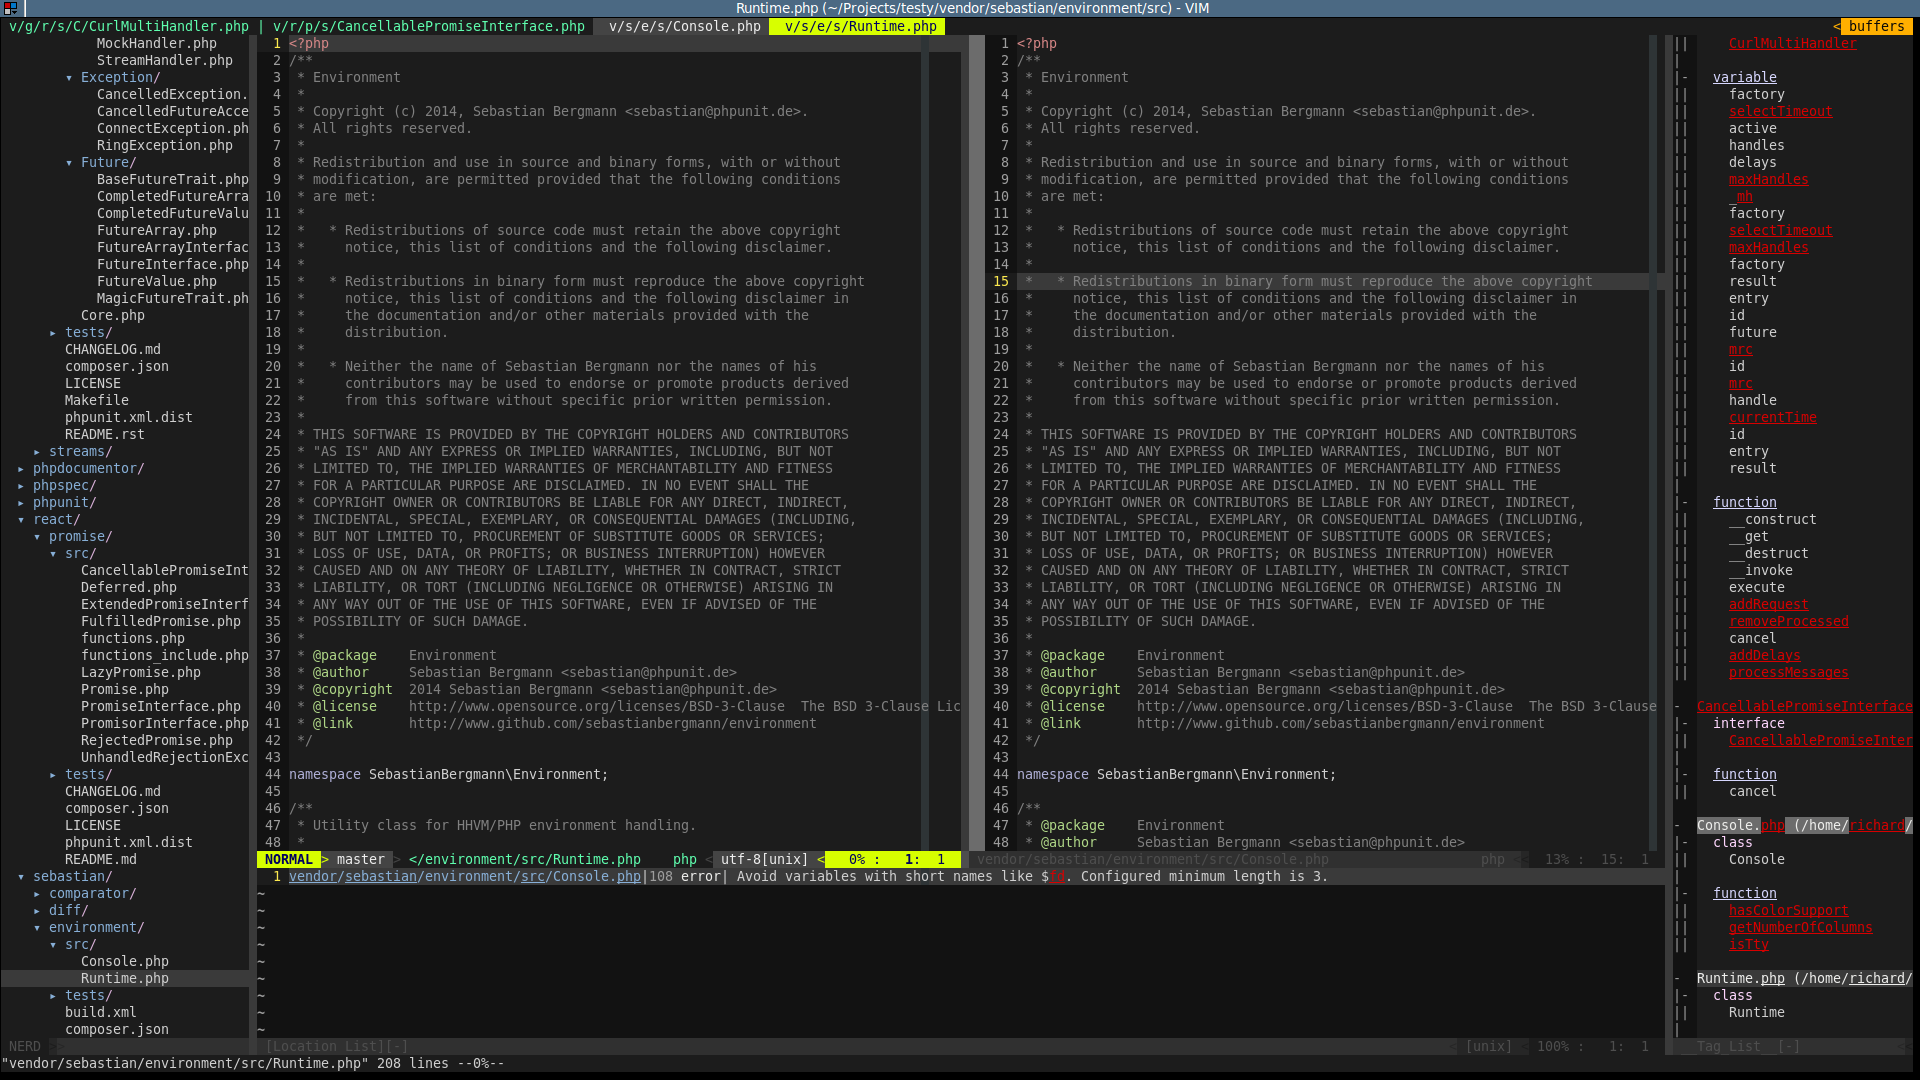 Runtime.php (~/Projects/testy/vendor/sebastian/environment/src) - VIM
v/g/r/s/C/CurlMultiHandler.php | v/r/p/s/CancellablePromiseInterface.php v/s/e/s/Console.php v/s/e/s/Runtime.php < buffers
MockHandler.php
StreamHandler.php
▾ Exception/
CancelledException.
CancelledFutureAcce
ConnectException.ph
RingException.php
▾ Future/
BaseFutureTrait.php
CompletedFutureArra
CompletedFutureValu
FutureArray.php
FutureArrayInterfac
FutureInterface.php
FutureValue.php
MagicFutureTrait.ph
Core.php
▸ tests/
CHANGELOG.md
composer.json
LICENSE
Makefile
phpunit.xml.dist
README.rst
▸ streams/
▸ phpdocumentor/
▸ phpspec/
▸ phpunit/
▾ react/
▾ promise/
▾ src/
CancellablePromiseInt
Deferred.php
ExtendedPromiseInterf
FulfilledPromise.php
functions.php
functions_include.php
LazyPromise.php
Promise.php
PromiseInterface.php
PromisorInterface.php
RejectedPromise.php
UnhandledRejectionExc
▸ tests/
CHANGELOG.md
composer.json
LICENSE
phpunit.xml.dist
README.md
▾ sebastian/
▸ comparator/
▸ diff/
▾ environment/
▾ src/
Console.php
Runtime.php
▸ tests/
build.xml
composer.json
NERD
1 <?php
2 /**
3 * Environment
4 *
5 * Copyright (c) 2014, Sebastian Bergmann <sebastian@phpunit.de>.
6 * All rights reserved.
7 *
8 * Redistribution and use in source and binary forms, with or without
9 * modification, are permitted provided that the following conditions
10 * are met:
11 *
12 * * Redistributions of source code must retain the above copyright
13 * notice, this list of conditions and the following disclaimer.
14 *
15 * * Redistributions in binary form must reproduce the above copyright
16 * notice, this list of conditions and the following disclaimer in
17 * the documentation and/or other materials provided with the
18 * distribution.
19 *
20 * * Neither the name of Sebastian Bergmann nor the names of his
21 * contributors may be used to endorse or promote products derived
22 * from this software without specific prior written permission.
23 *
24 * THIS SOFTWARE IS PROVIDED BY THE COPYRIGHT HOLDERS AND CONTRIBUTORS
25 * "AS IS" AND ANY EXPRESS OR IMPLIED WARRANTIES, INCLUDING, BUT NOT
26 * LIMITED TO, THE IMPLIED WARRANTIES OF MERCHANTABILITY AND FITNESS
27 * FOR A PARTICULAR PURPOSE ARE DISCLAIMED. IN NO EVENT SHALL THE
28 * COPYRIGHT OWNER OR CONTRIBUTORS BE LIABLE FOR ANY DIRECT, INDIRECT,
29 * INCIDENTAL, SPECIAL, EXEMPLARY, OR CONSEQUENTIAL DAMAGES (INCLUDING,
30 * BUT NOT LIMITED TO, PROCUREMENT OF SUBSTITUTE GOODS OR SERVICES;
31 * LOSS OF USE, DATA, OR PROFITS; OR BUSINESS INTERRUPTION) HOWEVER
32 * CAUSED AND ON ANY THEORY OF LIABILITY, WHETHER IN CONTRACT, STRICT
33 * LIABILITY, OR TORT (INCLUDING NEGLIGENCE OR OTHERWISE) ARISING IN
34 * ANY WAY OUT OF THE USE OF THIS SOFTWARE, EVEN IF ADVISED OF THE
35 * POSSIBILITY OF SUCH DAMAGE.
36 *
37 * @package Environment
38 * @author Sebastian Bergmann <sebastian@phpunit.de>
39 * @copyright 2014 Sebastian Bergmann <sebastian@phpunit.de>
40 * @license http://www.opensource.org/licenses/BSD-3-Clause The BSD 3-Clause Lic
41 * @link http://www.github.com/sebastianbergmann/environment
42 */
43
44 namespace SebastianBergmann\Environment;
45
46 /**
47 * Utility class for HHVM/PHP environment handling.
48 *
NORMAL > master > </environment/src/Runtime.php php < utf-8[unix] < 0% : 1: 1
1 <?php
2 /**
3 * Environment
4 *
5 * Copyright (c) 2014, Sebastian Bergmann <sebastian@phpunit.de>.
6 * All rights reserved.
7 *
8 * Redistribution and use in source and binary forms, with or without
9 * modification, are permitted provided that the following conditions
10 * are met:
11 *
12 * * Redistributions of source code must retain the above copyright
13 * notice, this list of conditions and the following disclaimer.
14 *
15 * * Redistributions in binary form must reproduce the above copyright
16 * notice, this list of conditions and the following disclaimer in
17 * the documentation and/or other materials provided with the
18 * distribution.
19 *
20 * * Neither the name of Sebastian Bergmann nor the names of his
21 * contributors may be used to endorse or promote products derived
22 * from this software without specific prior written permission.
23 *
24 * THIS SOFTWARE IS PROVIDED BY THE COPYRIGHT HOLDERS AND CONTRIBUTORS
25 * "AS IS" AND ANY EXPRESS OR IMPLIED WARRANTIES, INCLUDING, BUT NOT
26 * LIMITED TO, THE IMPLIED WARRANTIES OF MERCHANTABILITY AND FITNESS
27 * FOR A PARTICULAR PURPOSE ARE DISCLAIMED. IN NO EVENT SHALL THE
28 * COPYRIGHT OWNER OR CONTRIBUTORS BE LIABLE FOR ANY DIRECT, INDIRECT,
29 * INCIDENTAL, SPECIAL, EXEMPLARY, OR CONSEQUENTIAL DAMAGES (INCLUDING,
30 * BUT NOT LIMITED TO, PROCUREMENT OF SUBSTITUTE GOODS OR SERVICES;
31 * LOSS OF USE, DATA, OR PROFITS; OR BUSINESS INTERRUPTION) HOWEVER
32 * CAUSED AND ON ANY THEORY OF LIABILITY, WHETHER IN CONTRACT, STRICT
33 * LIABILITY, OR TORT (INCLUDING NEGLIGENCE OR OTHERWISE) ARISING IN
34 * ANY WAY OUT OF THE USE OF THIS SOFTWARE, EVEN IF ADVISED OF THE
35 * POSSIBILITY OF SUCH DAMAGE.
36 *
37 * @package Environment
38 * @author Sebastian Bergmann <sebastian@phpunit.de>
39 * @copyright 2014 Sebastian Bergmann <sebastian@phpunit.de>
40 * @license http://www.opensource.org/licenses/BSD-3-Clause The BSD 3-Clause
41 * @link http://www.github.com/sebastianbergmann/environment
42 */
43
44 namespace SebastianBergmann\Environment;
45
46 /**
47 * @package Environment
48 * @author Sebastian Bergmann <sebastian@phpunit.de>
vendor/sebastian/environment/src/Console.php php < 13% : 15: 1
1 vendor/sebastian/environment/src/Console.php|108 error| Avoid variables with short names like $fd. Configured minimum length is 3.
~
~
~
~
~
~
~
~
~
[Location List][-] < [unix] < 100% : 1: 1
|| CurlMultiHandler
|
|- variable
|| factory
|| selectTimeout
|| active
|| handles
|| delays
|| maxHandles
|| _mh
|| factory
|| selectTimeout
|| maxHandles
|| factory
|| result
|| entry
|| id
|| future
|| mrc
|| id
|| mrc
|| handle
|| currentTime
|| id
|| entry
|| result
|
|- function
|| __construct
|| __get
|| __destruct
|| __invoke
|| execute
|| addRequest
|| removeProcessed
|| cancel
|| addDelays
|| processMessages
- CancellablePromiseInterface
|- interface
|| CancellablePromiseInter
|
|- function
|| cancel
- Console.php (/home/richard/
|- class
|| Console
|
|- function
|| hasColorSupport
|| getNumberOfColumns
|| isTty
- Runtime.php (/home/richard/
|- class
|| Runtime
|
__Tag_List__[-]
"vendor/sebastian/environment/src/Runtime.php" 208 lines --0%--